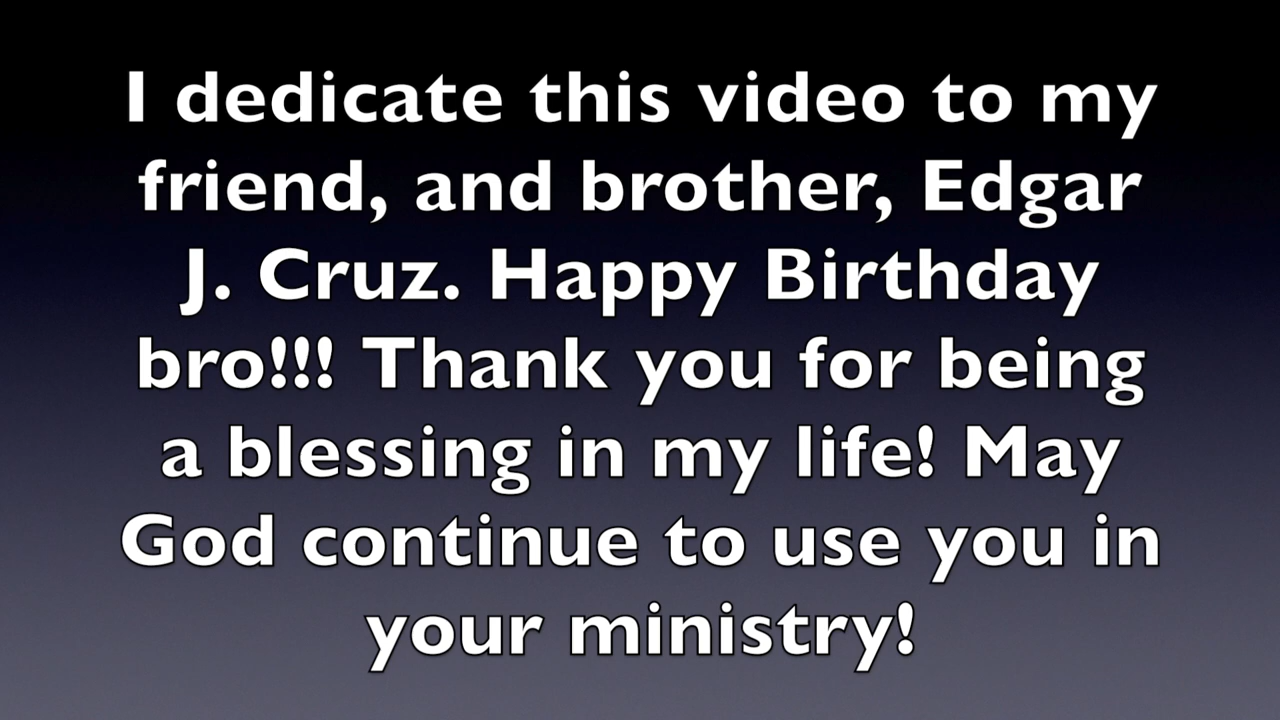 I dedicate this video to my
friend, and brother, Edgar
J. Cruz. Happy Birthday
bro!!! Thank you for being
a blessing in my life! May
God continue to use you in
your ministry!